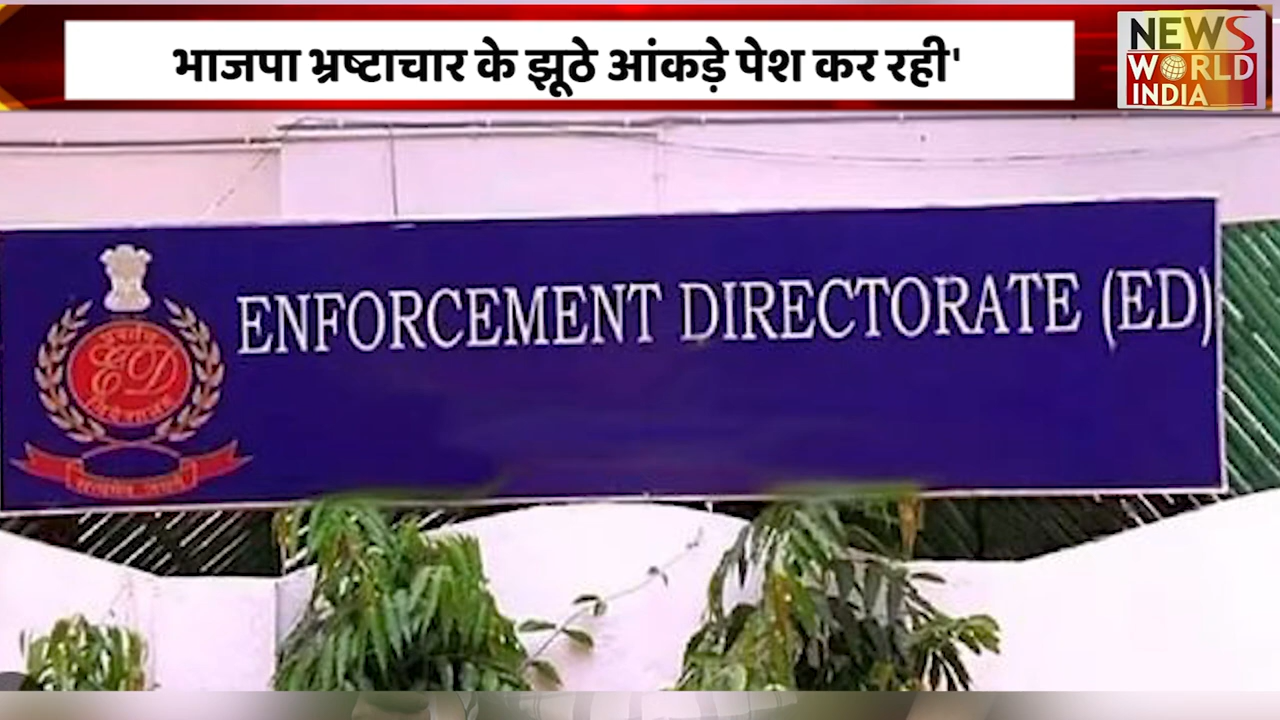 भाजपा भ्रष्टाचार के झूठे आंकड़े पेश कर रही'
NEWS
WORLD
INDIA
ENFORCEMENT DIRECTORATE (ED)
ED